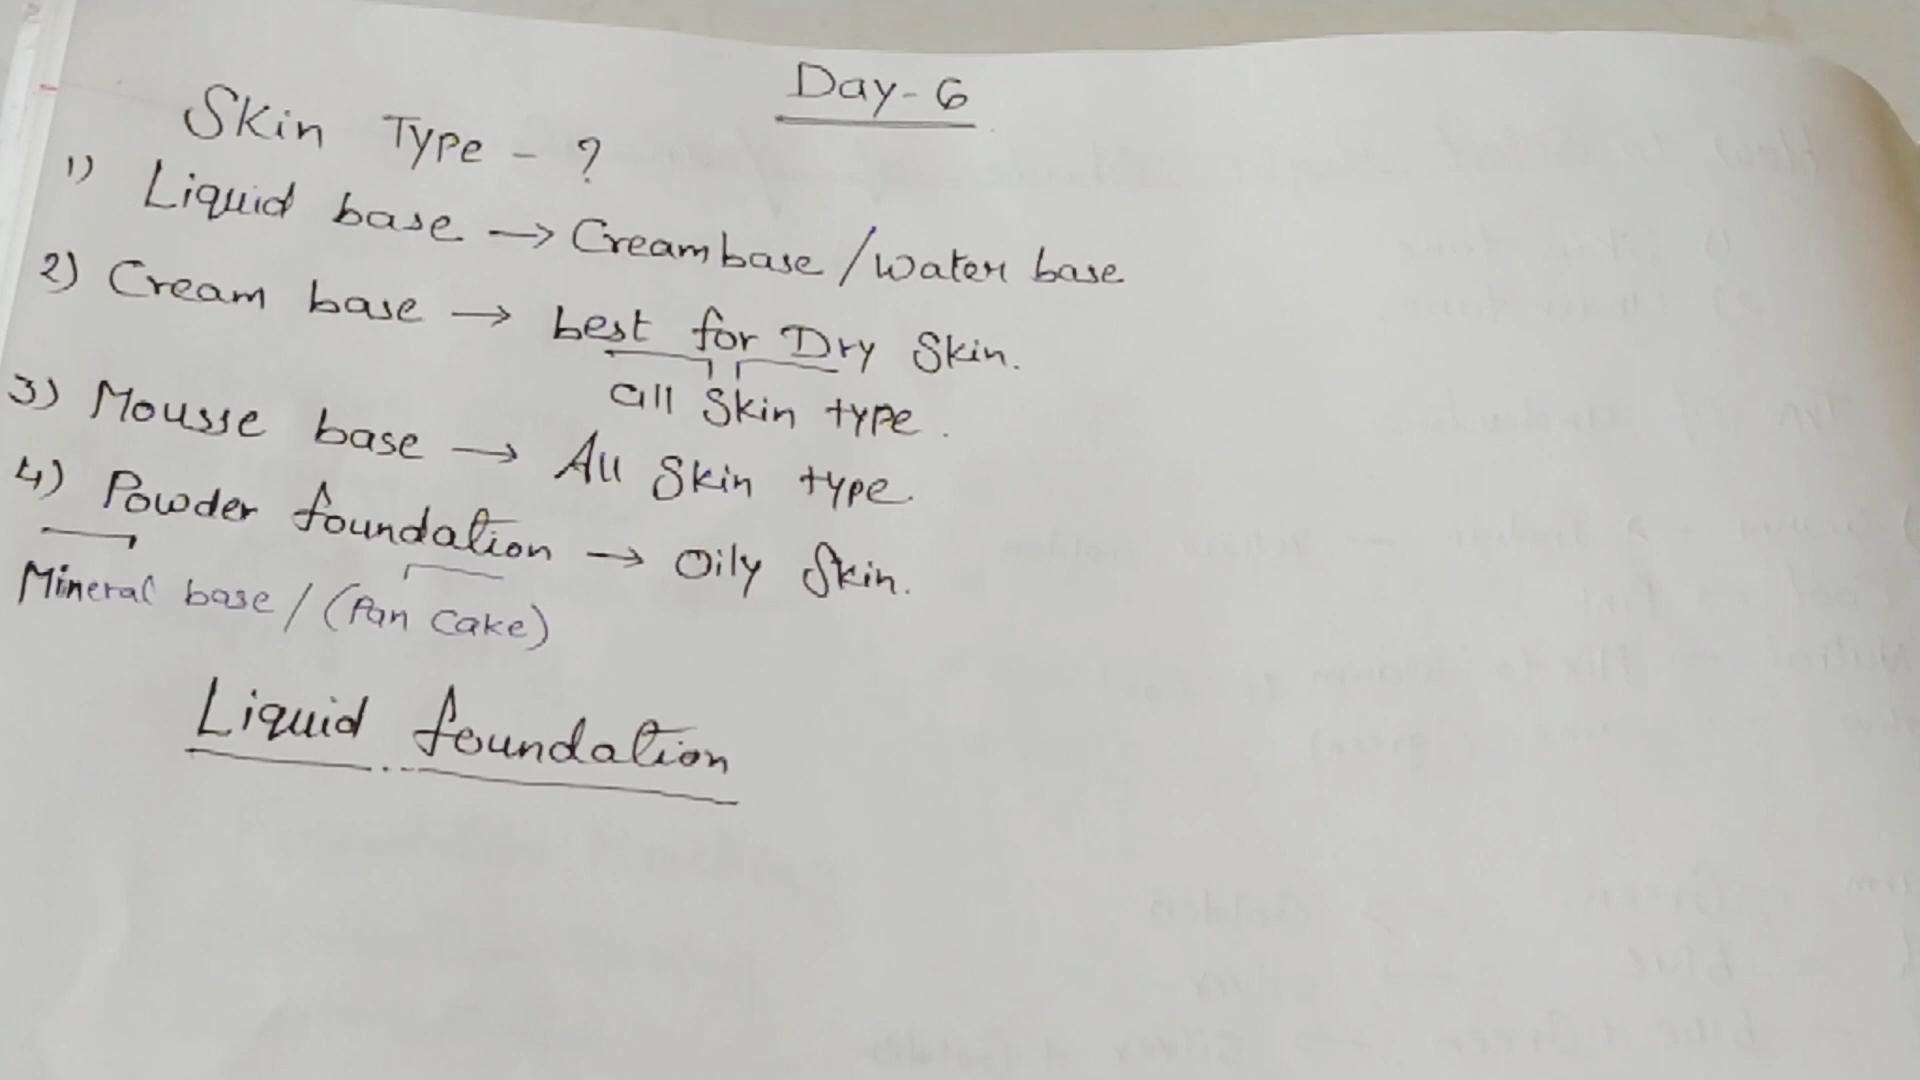 Day-6
Skin Type - ?
1) Liquid base → Creambase/water base
2) Cream base → best for Dry Skin.
all Skin type.
3) Mousse base → All Skin type.
4) Powder foundation → Oily Skin.
Mineral base / (Pan Cake)
Liquid foundation